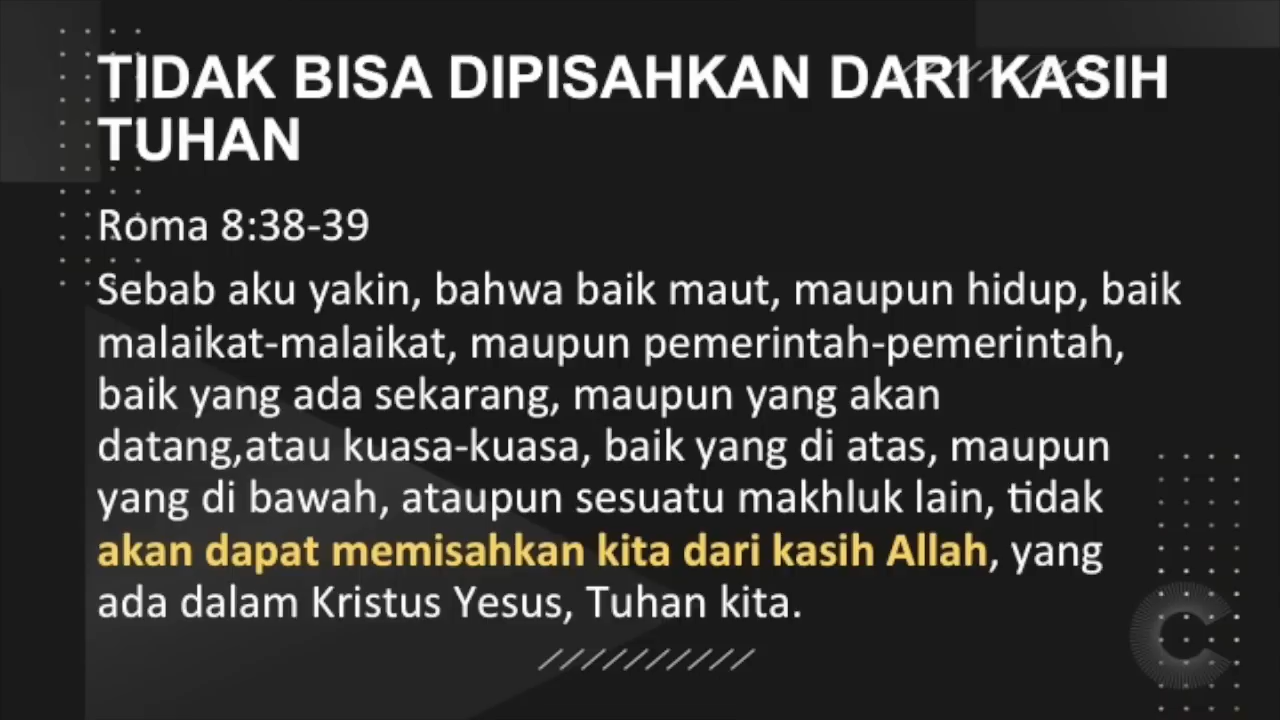 TIDAK BISA DIPISAHKAN DARI KASIH
TUHAN
Roma 8:38-39
Sebab aku yakin, bahwa baik maut, maupun hidup, baik
malaikat-malaikat, maupun pemerintah-pemerintah,
baik yang ada sekarang, maupun yang akan
datang,atau kuasa-kuasa, baik yang di atas, maupun
yang di bawah, ataupun sesuatu makhluk lain, tidak
akan dapat memisahkan kita dari kasih Allah, yang
ada dalam Kristus Yesus, Tuhan kita.